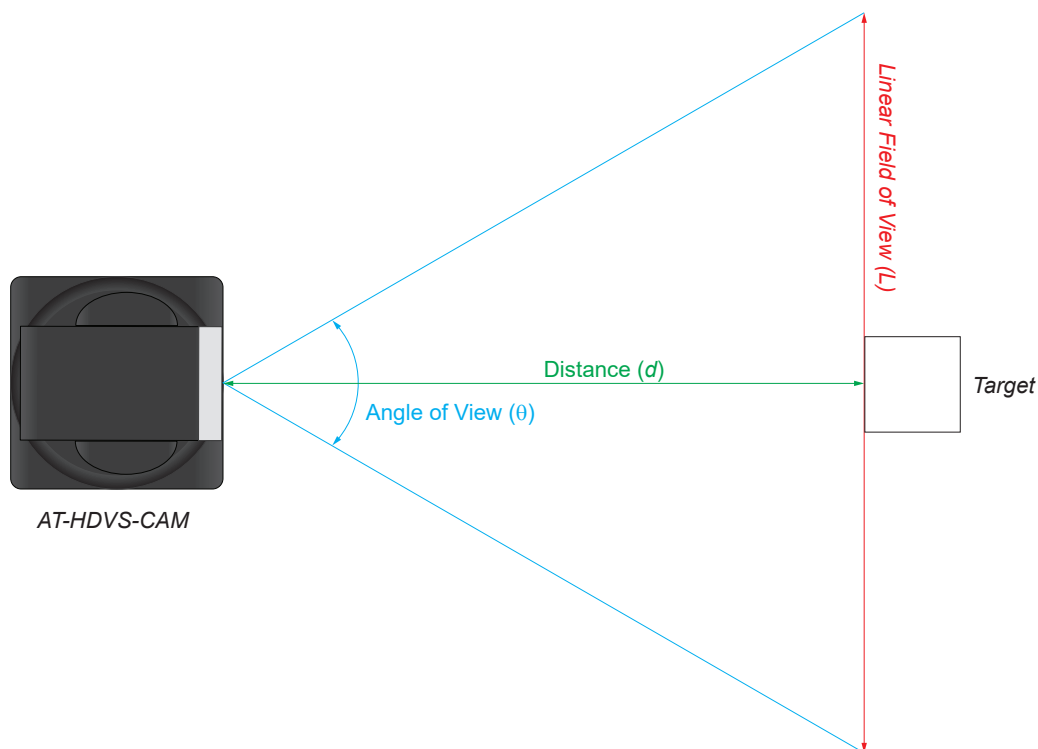 Linear Field of View (L)
Distance (d)
Target
Angle of View (θ)
AT-HDVS-CAM